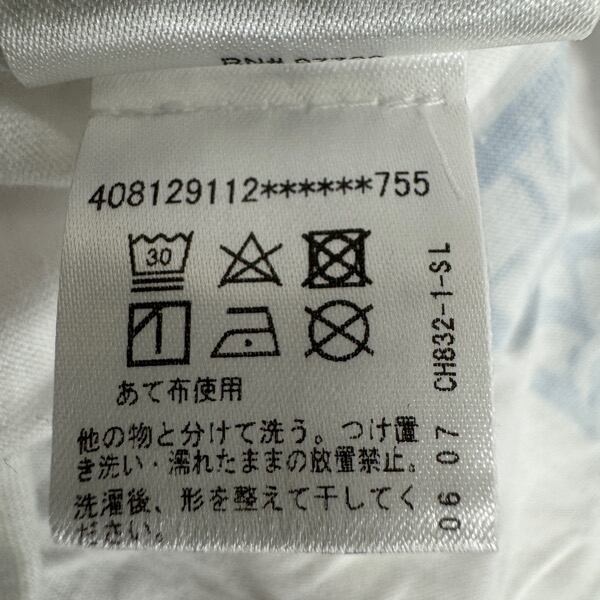 408129112******755
30
あて布使用
他の物と分けて洗う。つけ置
き洗い・濡れたままの放置禁止。
洗濯後、形を整えて干してく
ださい。
06 07 CH832-1-SL